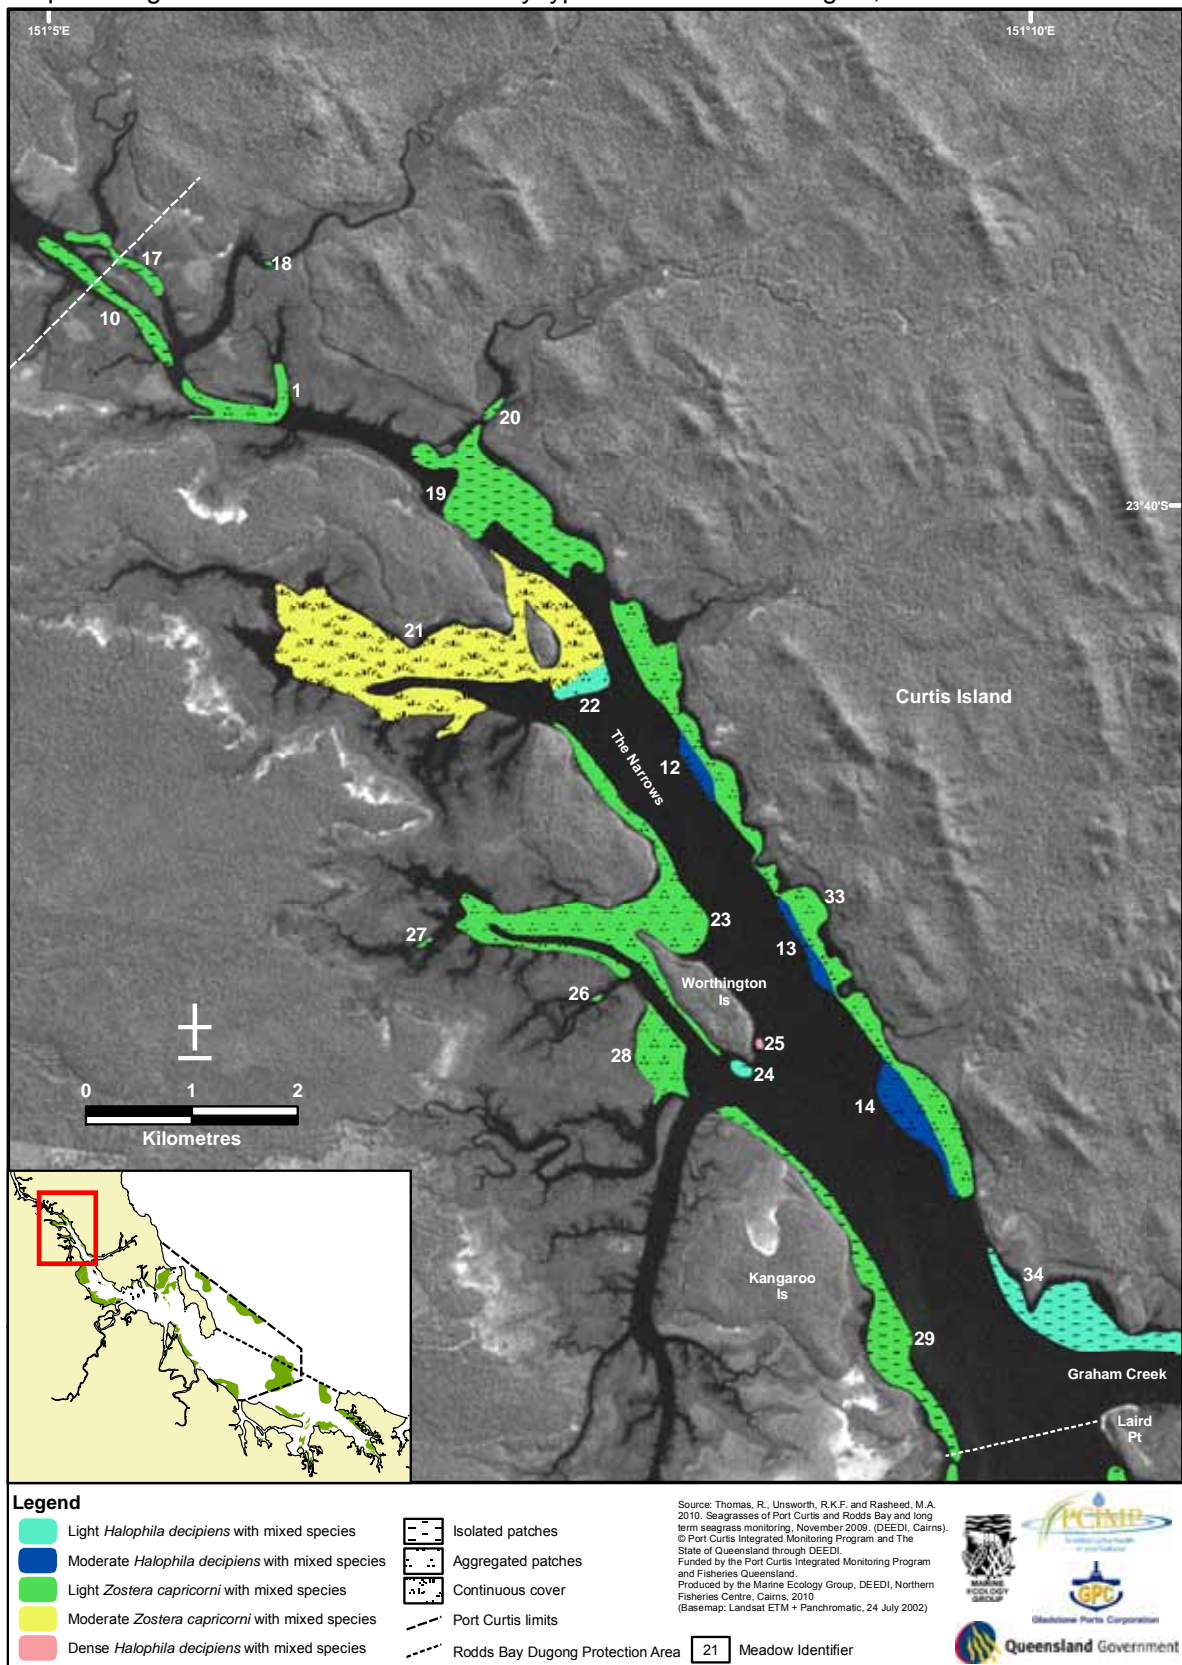 151°5'E
151°10'E
17
18
10
1
20
19
23°40'S
21
22
Curtis Island
The Narrows
12
33
23
13
27
Worthington
Is
26
25
28
24
14
0 1 2
Kilometres
34
Kangaroo
Is
29
Graham Creek
Laird
Pt
Legend
Light Halophila decipiens with mixed species
Moderate Halophila decipiens with mixed species
Light Zostera capricorni with mixed species
Moderate Zostera capricorni with mixed species
Dense Halophila decipiens with mixed species
Isolated patches
Aggregated patches
Continuous cover
Port Curtis limits
Rodds Bay Dugong Protection Area
21 Meadow Identifier
Source: Thomas, R., Unsworth, R.K.F. and Rasheed, M.A.
2010. Seagrasses of Port Curtis and Rodds Bay and long
term seagrass monitoring, November 2009. (DEEDI, Cairns).
© Port Curtis Integrated Monitoring Program and The
State of Queensland through DEEDI.
Funded by the Port Curtis Integrated Monitoring Program
and Fisheries Queensland.
Produced by the Marine Ecology Group, DEEDI, Northern
Fisheries Centre, Cairns, 2010
(Basemap: Landsat ETM + Panchromatic, 24 July 2002)
MARINE
ECOLOGY
GROUP
PCIMP
GPC
Gladstone Ports Corporation
Queensland Government